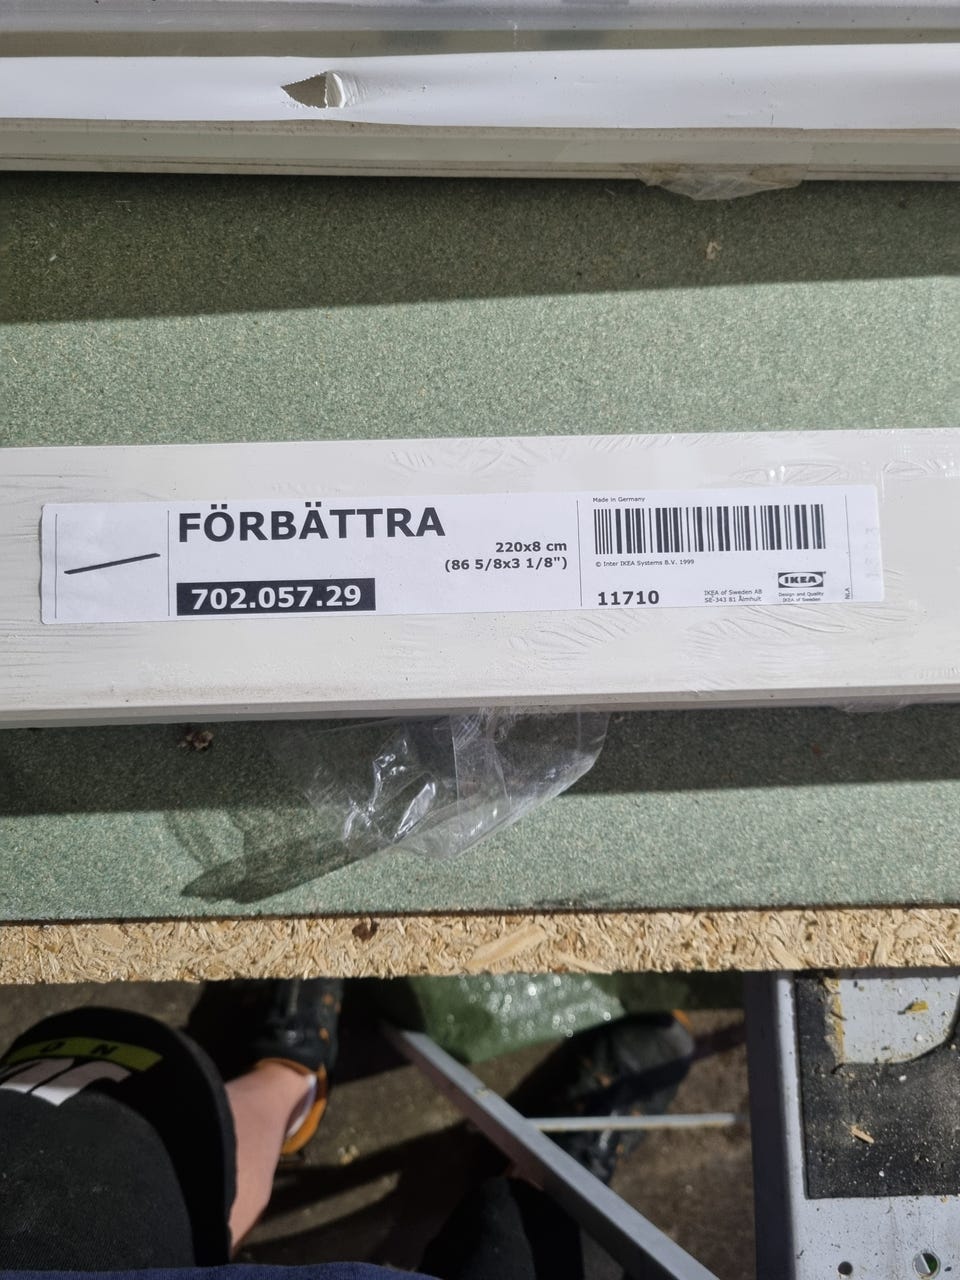 FÖRBÄTTRA
220x8 cm
(86 5/8x3 1/8")
702.057.29
Made in Germany
© Inter IKEA Systems B.V. 1999
11710
IKEA of Sweden AB
SE-343 81 Älmhult
IKEA
Design and Quality
IKEA of Sweden
NLA
ON